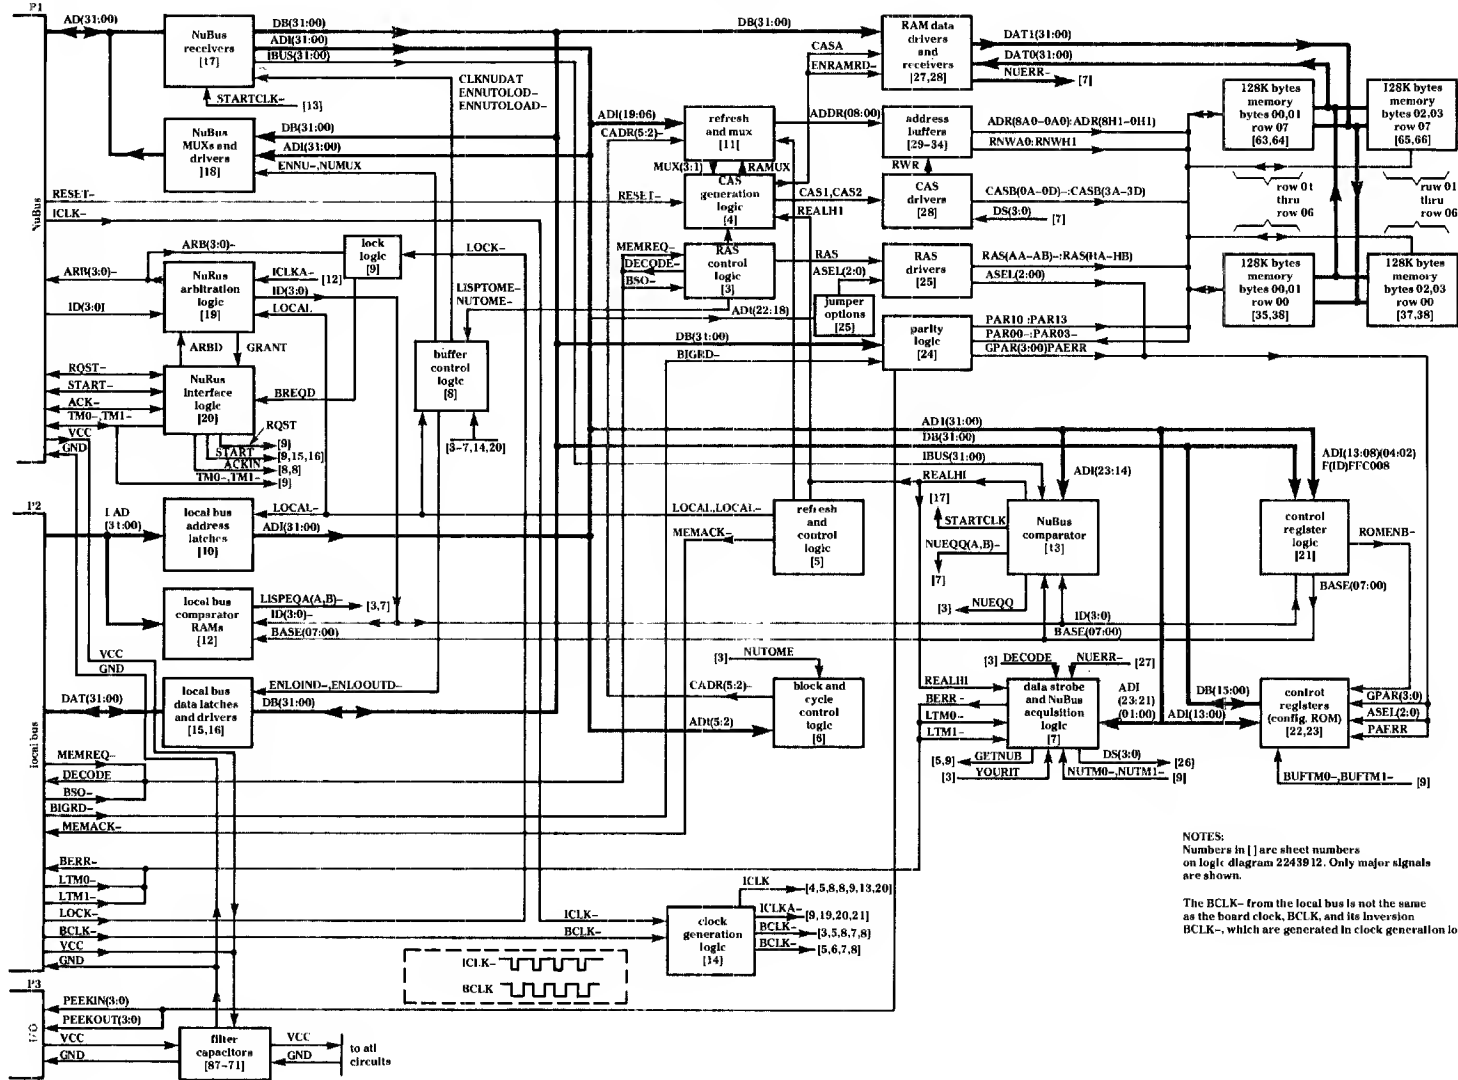 P1
AD(31:00)
NuBus
receivers
[17]
DB(31:00)
ADI(31:00)
IBUS(31:00)
CLKNUDAT
ENNUTOLOD-
ENNUTOLOAD-
STARTCLK-
[13]
NuBus
MUXs and
drivers
[18]
DB(31:00)
ADI(31:00)
ENNU-,NUMUX
RESET-
ICLK-
NuBus
DB(31:00)
CASA
ENRAMRD-
RAM data
drivers
and
receivers
[27,28]
DAT1(31:00)
DAT0(31:00)
NUERR-
[7]
128K bytes
memory
bytes 00,01
row 07
[63,64]
128K bytes
memory
bytes 02,03
row 07
[65,66]
ADI(19:06)
CADR(5:2)-
refresh
and mux
[11[
ADDR(08:00)
address
buffers
[29-34]
ADR(8A0-0A0):ADR(8H1-0H1)
RNWA0:RNWH1
MUX(3:1)
RAMUX
RWR
RESET-
CAS
generation
logic
[4]
CAS1,CAS2
REALHI
CAS
drivers
[28]
CASB(0A-0D)-:CASB(3A-3D)-
DS(3:0)
[7]
row 01
thru
row 06
ruw 01
thru
row 06
ARB(3:0)-
lock
logic
[9]
LOCK-
ARB(3:0)-
NuRus
arbitration
logic
[19]
ICLKA-
[12]
ID(3:0)
LOCAL
ID(3:0]
ARBD
GRANT
MEMREQ-
DECODE-
BSO-
RAS
control
logic
[3]
RAS
ASEL(2:0)
RAS
drivers
[25]
RAS(AA-AB)-:RAS(HA-HB)
ASEL(2:00)
128K bytes
memory
bytes 00,01
row 00
[35,38]
128K bytes
memory
bytes 02,03
row 00
[37,38]
LISPTOME-
NUTOME-
ADt(22:18)
jumper
options
[25]
DB(31:00)
BIGRD-
parity
logic
[24]
PAR10:PAR13
PAR00-:PAR03-
GPAR(3:00)PAERR
RQST-
START-
ACK-
TM0-,TM1-
VCC
GND
NuRus
interface
logic
[20]
BREQD
RQST
[9]
START
[9,15,16]
ACKIN
[8,8]
TM0-,TM1-
[9]
buffer
control
logic
[8]
[3-7,14,20]
ADI(31:00)
DB(31:00)
IBUS(31:00)
ADI(23:14)
REALHI
ADI(13:08)(04:02)
F(ID)FFC008
P2
LAD
(31:00)
local bus
address
latches
[10]
LOCAL-
ADI(31:00)
LOCAL,LOCAL-
MEMACK-
refresh
and
control
logic
[5]
[17]
STARTCLK
NUEQQ(A,B)-
[7]
NuBus
comparator
[13]
[3]
NUEQQ
ID(3:0)
BASE(07:00)
control
register
logic
[21]
ROMENB-
BASE(07:00)
local bus
comparator
RAMs
[12]
LISPEQA(A,B)-
[3,7]
ID(3:0)-
BASE(07:00)
VCC
GND
DAT(31:00)
local bus
data latches
and drivers
[15,16]
ENLOIND-,ENLOOUTD-
DB(31:00)
[3]
NUTOME
CADR(5:2)-
ADt(5:2)
block and
cycle
control
logic
[6]
[3]
DECODE
NUERR-
[27]
REALHI
BERR-
LTM0-
LTM1-
data strobe
and NuBus
acquisition
logic
[7]
ADI
(23:21)
(01:00)
[5,9]
GETNUB
[3]
YOURIT
DS(3:0)
[26]
NUTM0-,NUTM1-
[9]
DB(15:00)
ADI(13:00)
control
registers
(config. ROM)
[22,23]
GPAR(3:0)
ASEL(2:0)
PAERR
BUFTM0-,BUFTM1-
[9]
local bus
MEMREQ-
DECODE
BSO-
BIGRD-
MEMACK-
BERR-
LTM0-
LTM1-
LOCK-
BCLK-
VCC
GND
ICLK-
BCLK-
clock
generation
logic
[14]
ICLK
[4,5,8,8,9,13,20]
ICLKA-
[9,19,20,21]
BCLK-
[3,5,8,7,8]
BCLK-
[5,6,7,8]
ICLK-
BCLK
P3
I/O
PEEKIN(3:0)
PEEKOUT(3:0)
VCC
GND
filter
capacitors
[87-71]
VCC
GND
to all
circuits
NOTES:
Numbers in [ ] are sheet numbers
on logic diagram 2243912. Only major signals
are shown.
The BCLK- from the local bus is not the same
as the board clock, BCLK, and its inversion
BCLK-, which are generated in clock generation lo